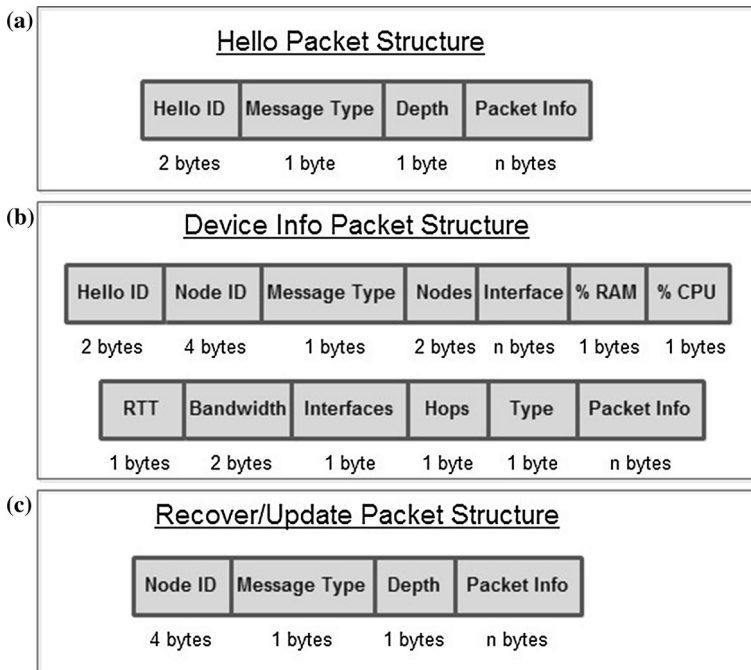 (a)
Hello Packet Structure
Hello ID Message Type Depth Packet Info
2 bytes 1 byte 1 byte n bytes
(b)
Device Info Packet Structure
Hello ID Node ID Message Type Nodes Interface % RAM % CPU
2 bytes 4 bytes 1 bytes 2 bytes n bytes 1 bytes 1 bytes
RTT Bandwidth Interfaces Hops Type Packet Info
1 bytes 2 bytes 1 byte 1 byte 1 byte n bytes
(c)
Recover/Update Packet Structure
Node ID Message Type Depth Packet Info
4 bytes 1 bytes 1 bytes n bytes